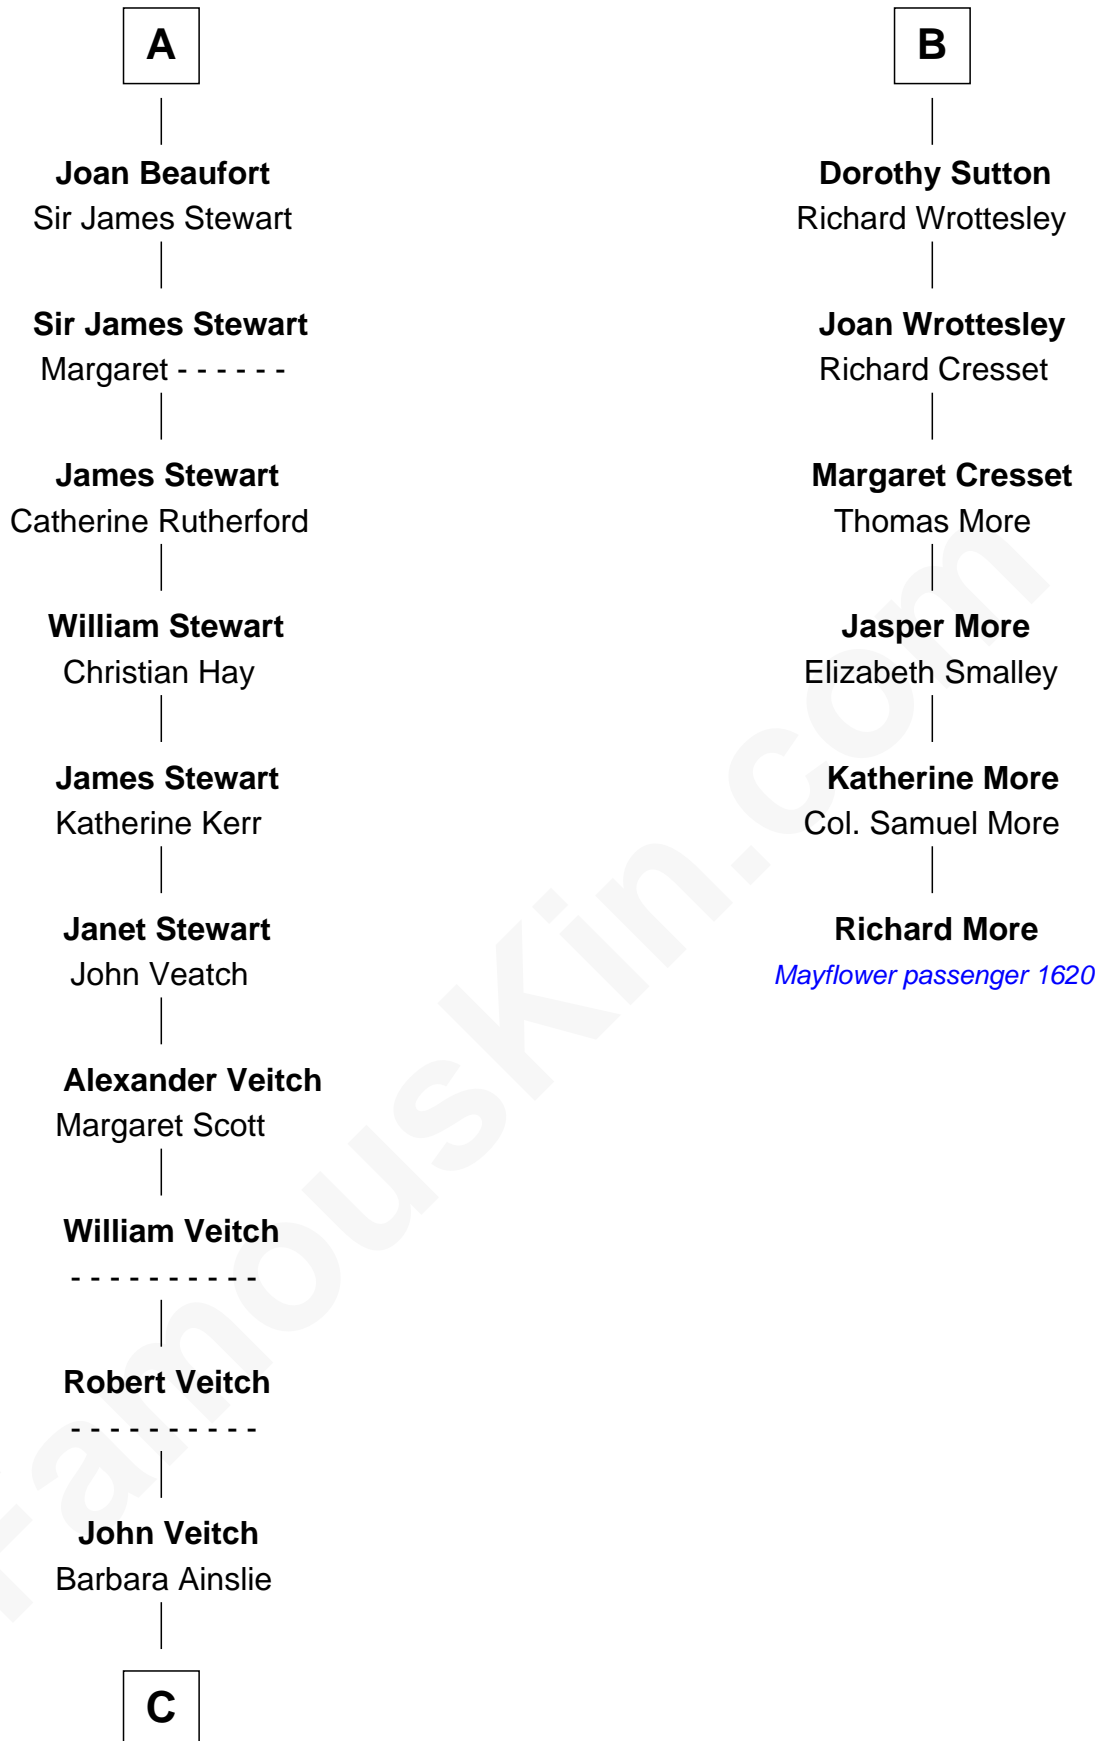 A
Joan Beaufort
Sir James Stewart
Sir James Stewart
Margaret - - - - - -
James Stewart
Catherine Rutherford
William Stewart
Christian Hay
James Stewart
Katherine Kerr
Janet Stewart
John Veatch
Alexander Veitch
Margaret Scott
William Veitch
- - - - - - - - - -
Robert Veitch
- - - - - - - - - -
John Veitch
Barbara Ainslie
C
B
Dorothy Sutton
Richard Wrottesley
Joan Wrottesley
Richard Cresset
Margaret Cresset
Thomas More
Jasper More
Elizabeth Smalley
Katherine More
Col. Samuel More
Richard More
Mayflower passenger 1620
FamousKin.com